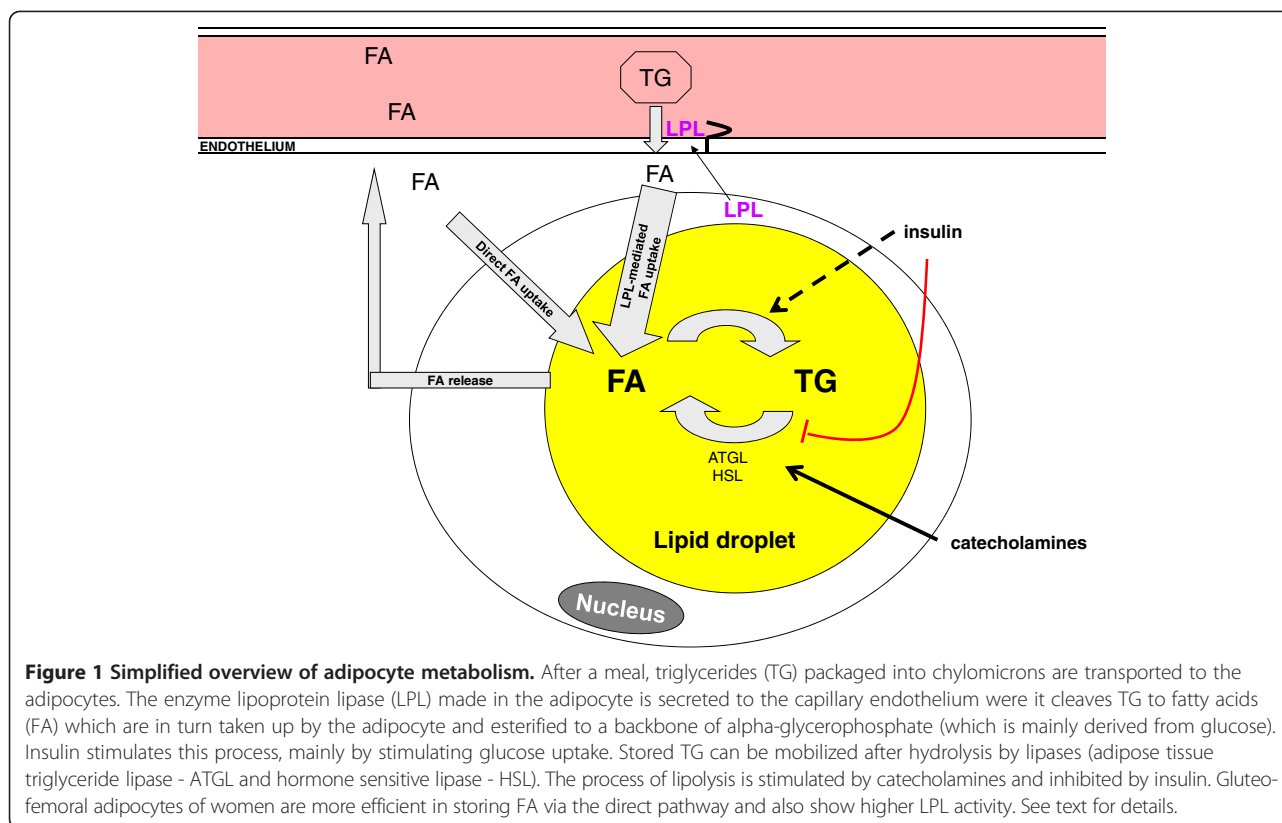 FA
TG
FA
LPL
ENDOTHELIUM
FA
FA
LPL
insulin
Direct FA uptake
LPL-mediated
FA uptake
FA
TG
FA release
ATGL
HSL
Lipid droplet
catecholamines
Nucleus
Figure 1 Simplified overview of adipocyte metabolism. After a meal, triglycerides (TG) packaged into chylomicrons are transported to the
adipocytes. The enzyme lipoprotein lipase (LPL) made in the adipocyte is secreted to the capillary endothelium were it cleaves TG to fatty acids
(FA) which are in turn taken up by the adipocyte and esterified to a backbone of alpha-glycerophosphate (which is mainly derived from glucose).
Insulin stimulates this process, mainly by stimulating glucose uptake. Stored TG can be mobilized after hydrolysis by lipases (adipose tissue
triglyceride lipase - ATGL and hormone sensitive lipase - HSL). The process of lipolysis is stimulated by catecholamines and inhibited by insulin. Gluteo-
femoral adipocytes of women are more efficient in storing FA via the direct pathway and also show higher LPL activity. See text for details.